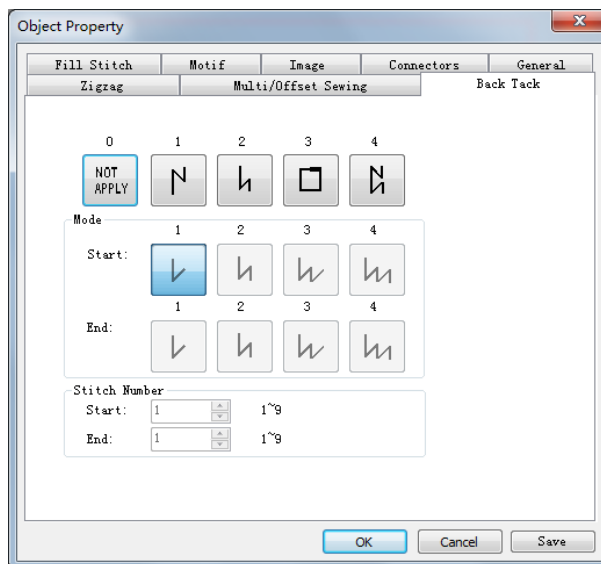 Object Property
Fill Stitch Motif Image Connectors General
Zigzag Multi/Offset Sewing Back Tack
0 1 2 3 4
NOT
APPLY
Mode
1 2 3 4
Start:
1 2 3 4
End:
Stitch Number
Start: 1 1~9
End: 1 1~9
OK Cancel Save